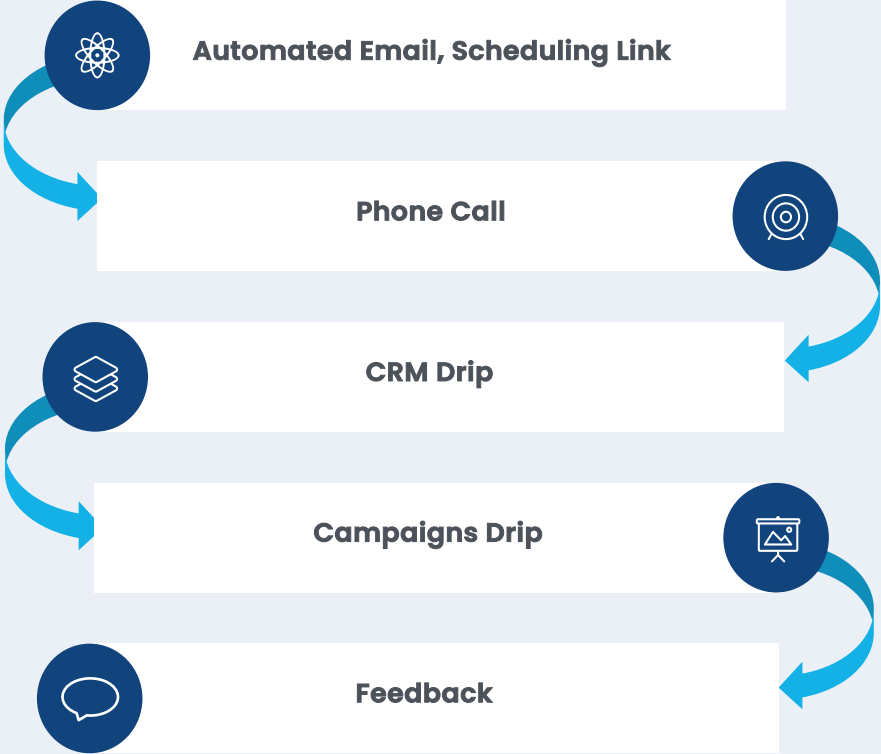 Automated Email, Scheduling Link
Phone Call
CRM Drip
Campaigns Drip
Feedback